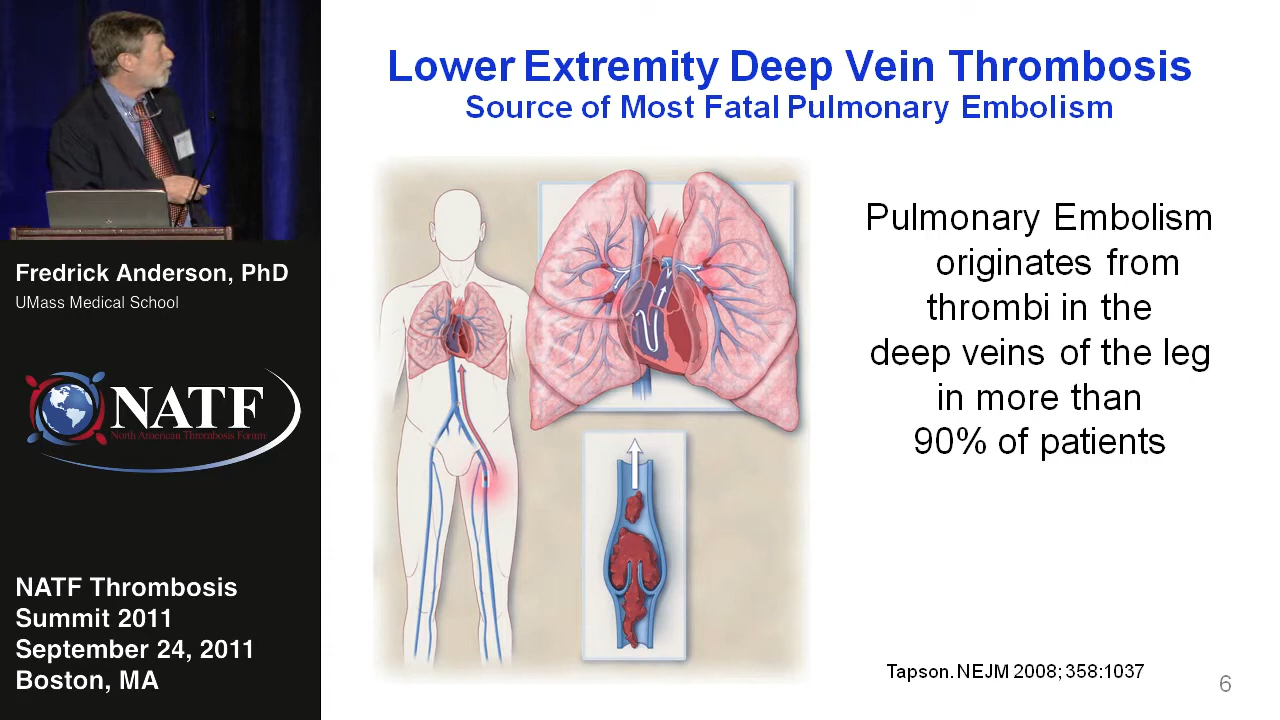 Fredrick Anderson, PhD
UMass Medical School
NATF
North American Thrombosis Forum
NATF Thrombosis
Summit 2011
September 24, 2011
Boston, MA
Lower Extremity Deep Vein Thrombosis
Source of Most Fatal Pulmonary Embolism
Pulmonary Embolism
originates from
thrombi in the
deep veins of the leg
in more than
90% of patients
Tapson. NEJM 2008; 358:1037
6